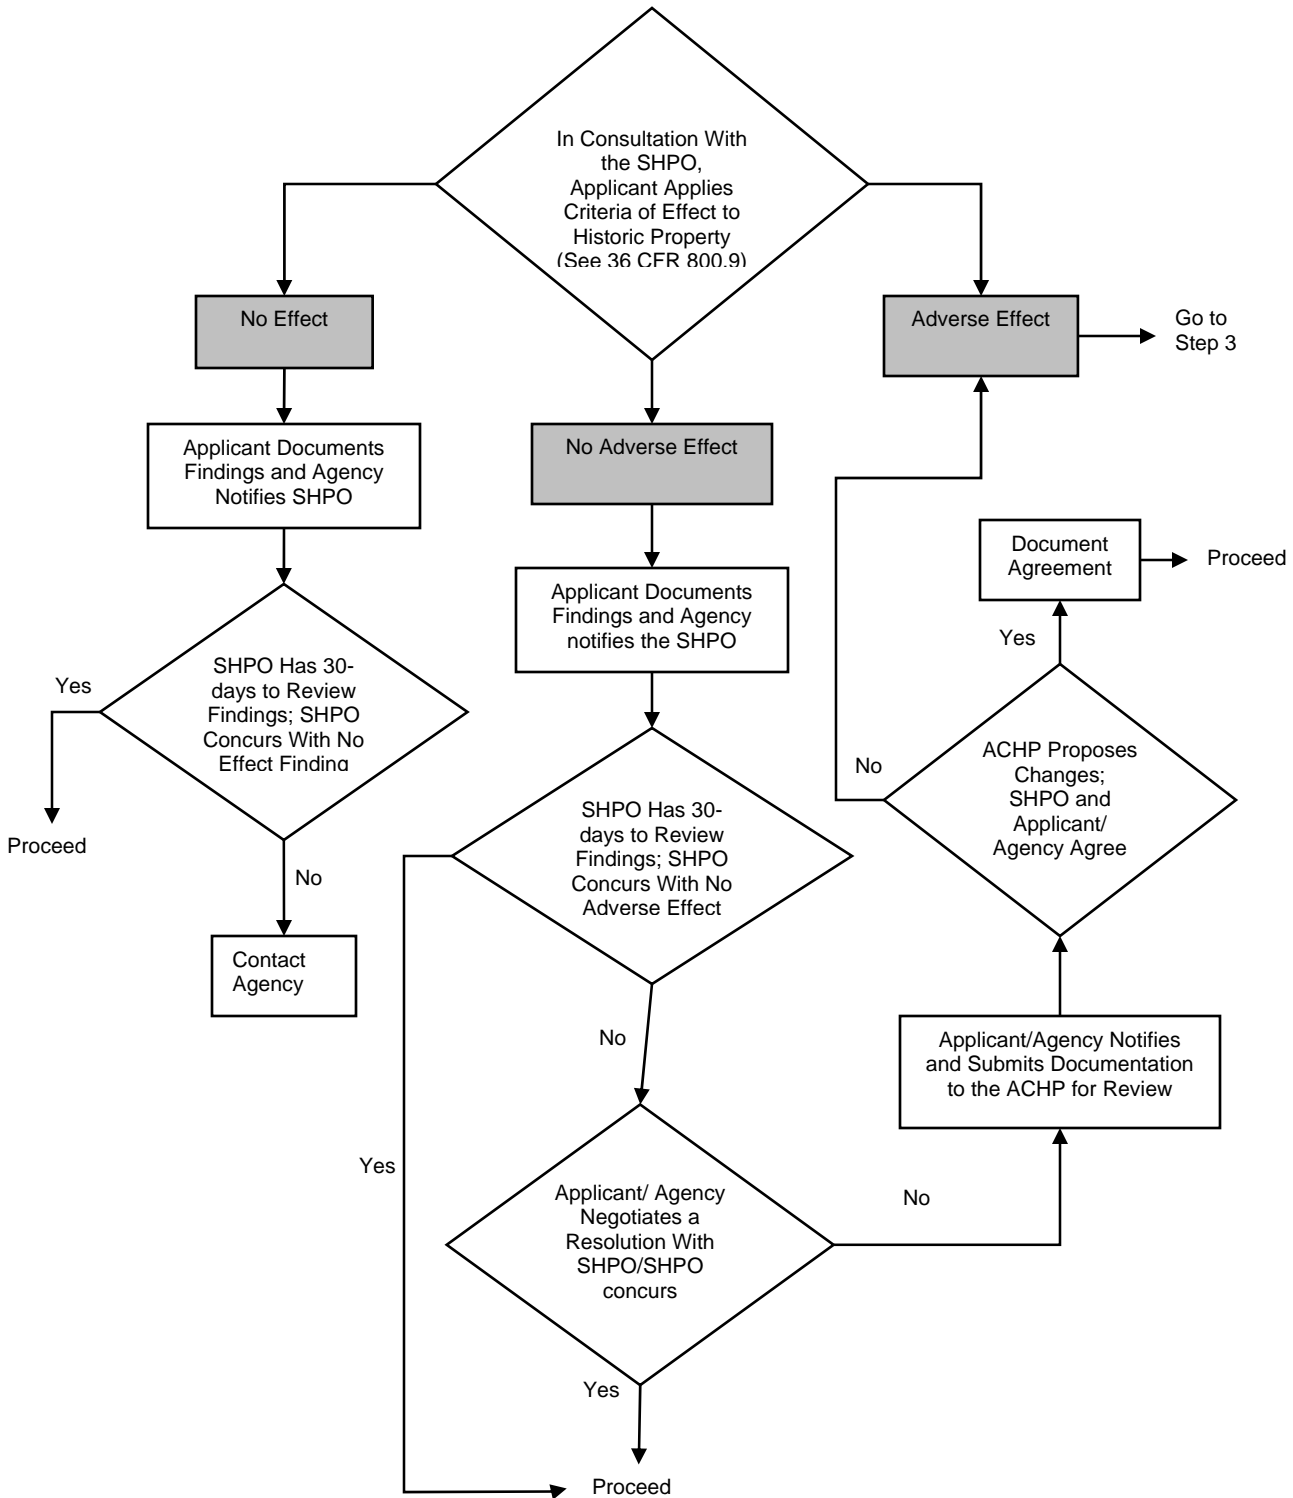 In Consultation With
the SHPO,
Applicant Applies
Criteria of Effect to
Historic Property
(See 36 CFR 800.9)
No Effect
Adverse Effect
Go to
Step 3
Applicant Documents
Findings and Agency
Notifies SHPO
No Adverse Effect
Document
Agreement
Proceed
Applicant Documents
Findings and Agency
notifies the SHPO
Yes
SHPO Has 30-
days to Review
Findings; SHPO
Concurs With No
Effect Finding
Yes
Proceed
No
Contact
Agency
SHPO Has 30-
days to Review
Findings; SHPO
Concurs With No
Adverse Effect
No
ACHP Proposes
Changes;
SHPO and
Applicant/
Agency Agree
No
Applicant/Agency Notifies
and Submits Documentation
to the ACHP for Review
Yes
Applicant/ Agency
Negotiates a
Resolution With
SHPO/SHPO
concurs
No
Yes
Proceed